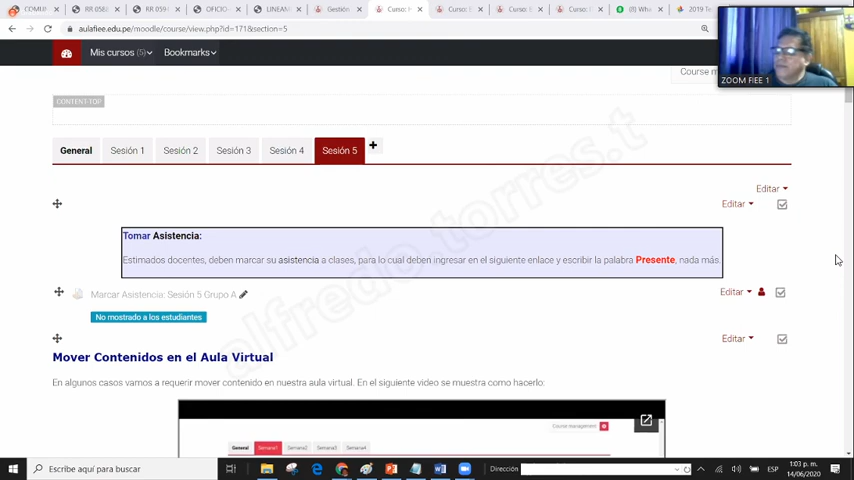 COMUN
RR 058
RR 059
OFICIO
LINEAM
Gestión
Curso: H
Curso: E
Curso: E
Curso: F
(8) Wha
2019 Te
aulafiee.edu.pe/moodle/course/view.php?id=171&section=5
Mis cursos (5)
Bookmarks
ZOOM FIEE 1
Course m
CONTENT-TOP
General
Sesión 1
Sesión 2
Sesión 3
Sesión 4
Sesión 5
Editar
Editar
Tomar Asistencia:
Estimados docentes, deben marcar su asistencia a clases, para lo cual deben ingresar en el siguiente enlace y escribir la palabra Presente, nada más.
Marcar Asistencia: Sesión 5 Grupo A
Editar
No mostrado a los estudiantes
Editar
Mover Contenidos en el Aula Virtual
En algunos casos vamos a requerir mover contenido en nuestra aula virtual. En el siguiente video se muestra como hacerlo:
Course management
General
Semana1
Semana2
Semana3
Semana4
alfredo.torres.t
Escribe aquí para buscar
Dirección
ESP
1:03 p. m.
14/06/2020